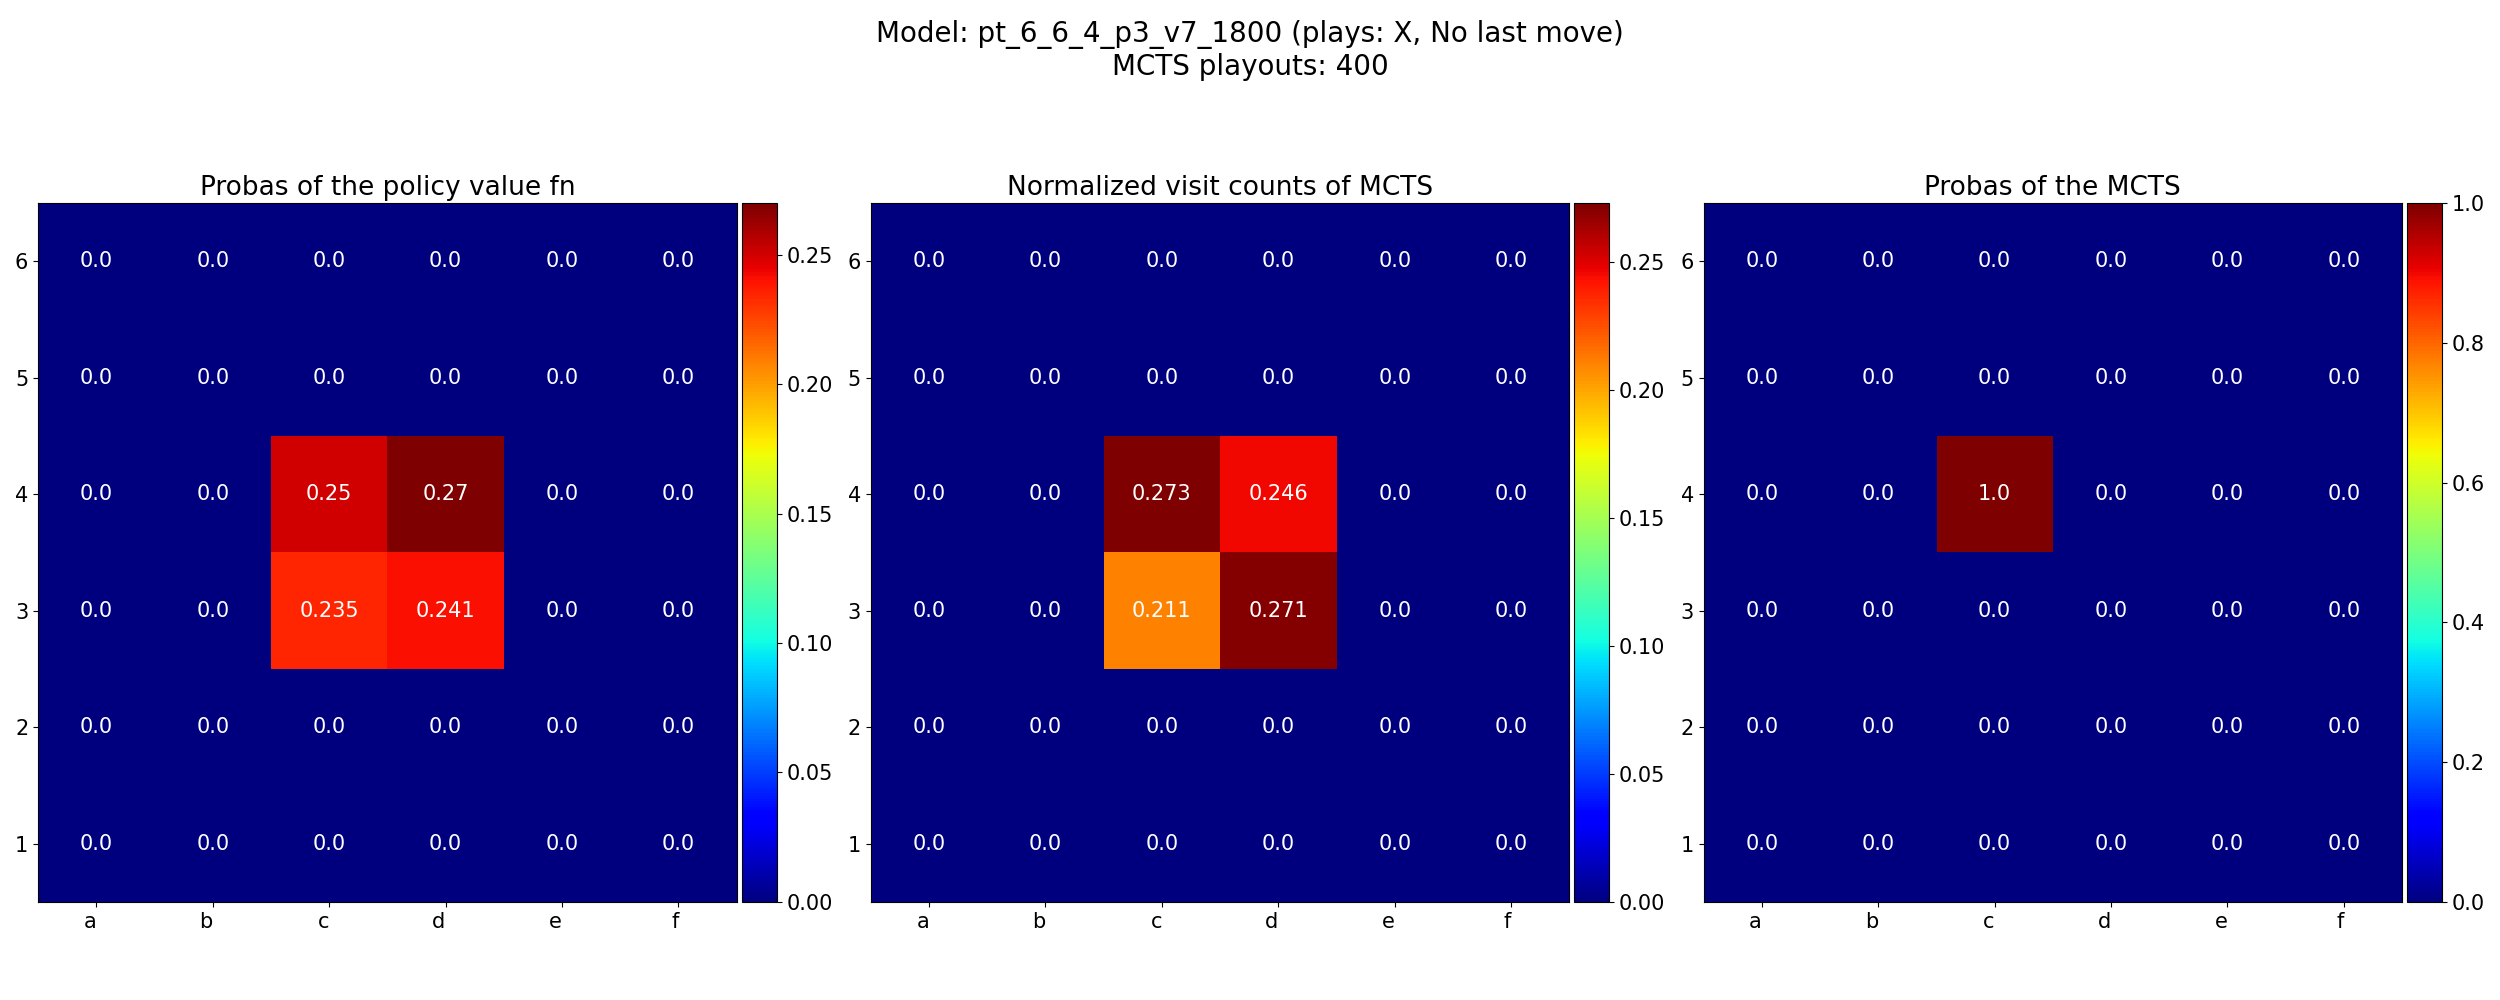 Model: pt_6_6_4_p3_v7_1800 (plays: X, No last move)
MCTS playouts: 400
Probas of the policy value fn
6 0.0 0.0 0.0 0.0 0.0 0.0
5 0.0 0.0 0.0 0.0 0.0 0.0
4 0.0 0.0 0.25 0.27 0.0 0.0
3 0.0 0.0 0.235 0.241 0.0 0.0
2 0.0 0.0 0.0 0.0 0.0 0.0
1 0.0 0.0 0.0 0.0 0.0 0.0
a b c d e f
0.25
0.20
0.15
0.10
0.05
0.00
Normalized visit counts of MCTS
6 0.0 0.0 0.0 0.0 0.0 0.0
5 0.0 0.0 0.0 0.0 0.0 0.0
4 0.0 0.0 0.273 0.246 0.0 0.0
3 0.0 0.0 0.211 0.271 0.0 0.0
2 0.0 0.0 0.0 0.0 0.0 0.0
1 0.0 0.0 0.0 0.0 0.0 0.0
a b c d e f
0.25
0.20
0.15
0.10
0.05
0.00
Probas of the MCTS
6 0.0 0.0 0.0 0.0 0.0 0.0
5 0.0 0.0 0.0 0.0 0.0 0.0
4 0.0 0.0 1.0 0.0 0.0 0.0
3 0.0 0.0 0.0 0.0 0.0 0.0
2 0.0 0.0 0.0 0.0 0.0 0.0
1 0.0 0.0 0.0 0.0 0.0 0.0
a b c d e f
1.0
0.8
0.6
0.4
0.2
0.0